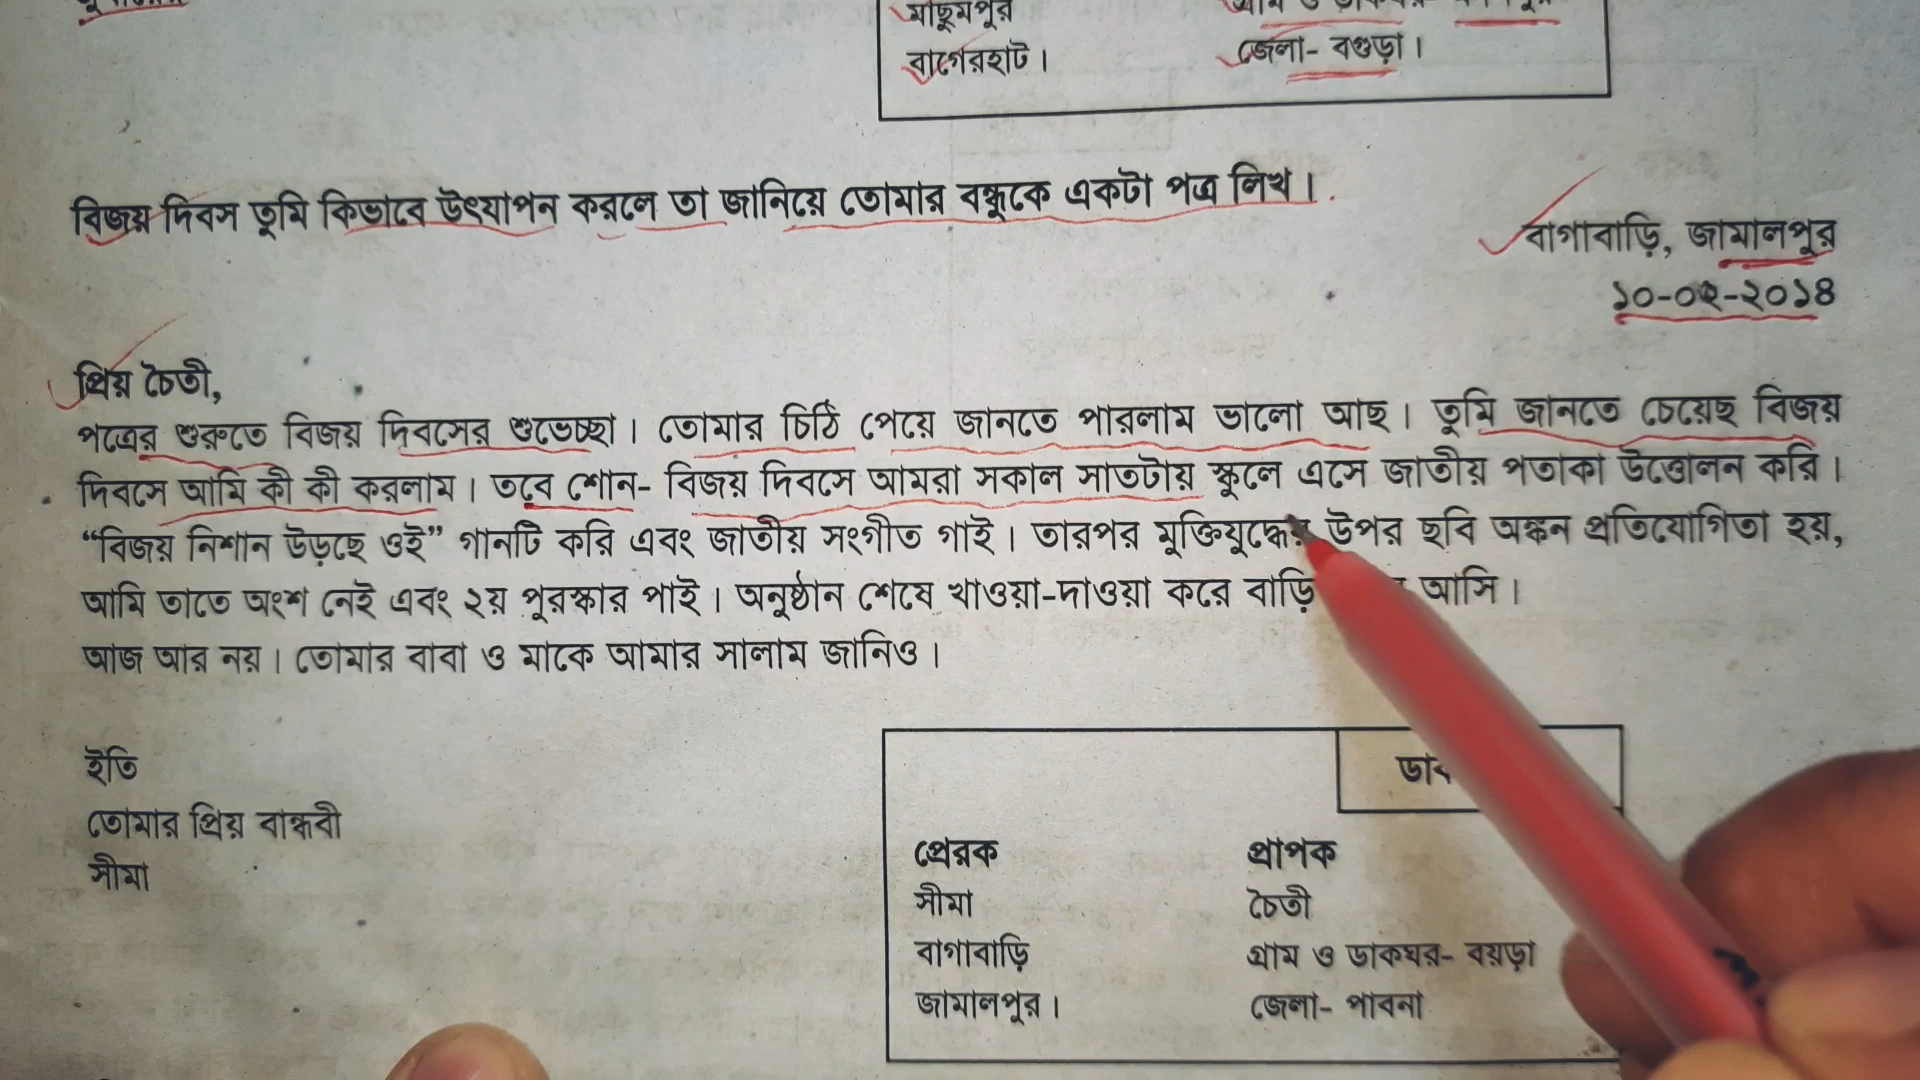 মাছুমপুর
বাগেরহাট।
জেলা- বগুড়া।
বিজয় দিবস তুমি কিভাবে উৎযাপন করলে তা জানিয়ে তোমার বন্ধুকে একটা পত্র লিখ।
বাগাবাড়ি, জামালপুর
১০-০২-২০১৪
প্রিয় চৈতী,
পত্রের শুরুতে বিজয় দিবসের শুভেচ্ছা। তোমার চিঠি পেয়ে জানতে পারলাম ভালো আছ। তুমি জানতে চেয়েছ বিজয়
দিবসে আমি কী কী করলাম। তবে শোন- বিজয় দিবসে আমরা সকাল সাতটায় স্কুলে এসে জাতীয় পতাকা উত্তোলন করি।
“বিজয় নিশান উড়ছে ওই” গানটি করি এবং জাতীয় সংগীত গাই। তারপর মুক্তিযুদ্ধের উপর ছবি অঙ্কন প্রতিযোগিতা হয়,
আমি তাতে অংশ নেই এবং ২য় পুরস্কার পাই। অনুষ্ঠান শেষে খাওয়া-দাওয়া করে বাড়ি আসি।
আজ আর নয়। তোমার বাবা ও মাকে আমার সালাম জানিও।
ইতি
তোমার প্রিয় বান্ধবী
সীমা
প্রেরক প্রাপক
সীমা চৈতী
বাগাবাড়ি গ্রাম ও ডাকঘর- বয়ড়া
জামালপুর। জেলা- পাবনা